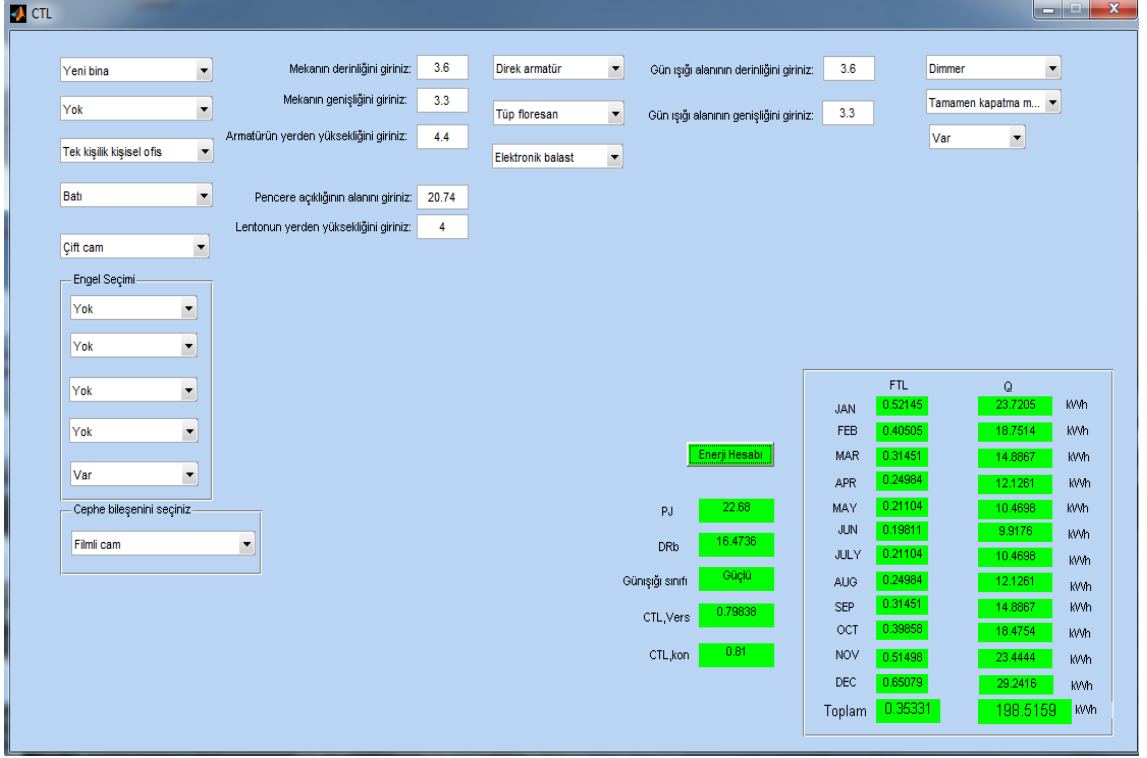 CTL
Yeni bina
Yok
Tek kişilik kişisel ofis
Batı
Çift cam
Engel Seçimi
Yok
Yok
Yok
Yok
Var
Cephe bileşenini seçiniz
Filmli cam
Mekanın derinliğini giriniz: 3.6
Mekanın genişliğini giriniz: 3.3
Armatürün yerden yüksekliğini giriniz: 4.4
Pencere açıklığının alanını giriniz: 20.74
Lentonun yerden yüksekliğini giriniz: 4
Direk armatür
Tüp floresan
Elektronik balast
Gün ışığı alanının derinliğini giriniz: 3.6
Gün ışığı alanının genişliğini giriniz: 3.3
Dimmer
Tamamen kapatma m...
Var
Enerji Hesabı
PJ 22.68
DRb 16.4736
Günışığı sınıfı Güçlü
CTL,Vers 0.79838
CTL,kon 0.81
FTL Q
JAN 0.52145 23.7205 kWh
FEB 0.40505 18.7514 kWh
MAR 0.31451 14.8867 kWh
APR 0.24984 12.1261 kWh
MAY 0.21104 10.4698 kWh
JUN 0.19811 9.9176 kWh
JULY 0.21104 10.4698 kWh
AUG 0.24984 12.1261 kWh
SEP 0.31451 14.8867 kWh
OCT 0.39858 18.4754 kWh
NOV 0.51498 23.4444 kWh
DEC 0.65079 29.2416 kWh
Toplam 0.35331 198.5159 kWh